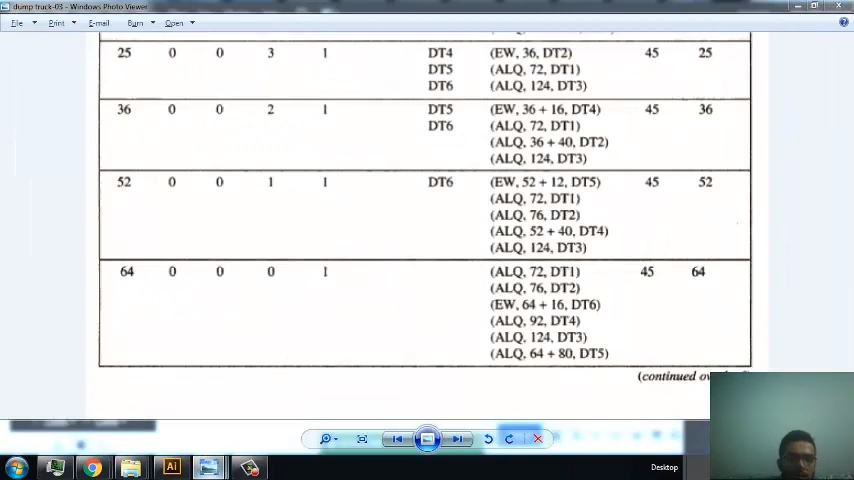 dump truck-03 - Windows Photo Viewer
File Print E-mail Burn Open
25 0 0 3 1 DT4 (EW, 36, DT2) 45 25
DT5 (ALQ, 72, DT1)
DT6 (ALQ, 124, DT3)
36 0 0 2 1 DT5 (EW, 36 + 16, DT4) 45 36
DT6 (ALQ, 72, DT1)
(ALQ, 36 + 40, DT2)
(ALQ, 124, DT3)
52 0 0 1 1 DT6 (EW, 52 + 12, DT5) 45 52
(ALQ, 72, DT1)
(ALQ, 76, DT2)
(ALQ, 52 + 40, DT4)
(ALQ, 124, DT3)
64 0 0 0 1 (ALQ, 72, DT1) 45 64
(ALQ, 76, DT2)
(EW, 64 + 16, DT6)
(ALQ, 92, DT4)
(ALQ, 124, DT3)
(ALQ, 64 + 80, DT5)
(continued
Ai
Desktop